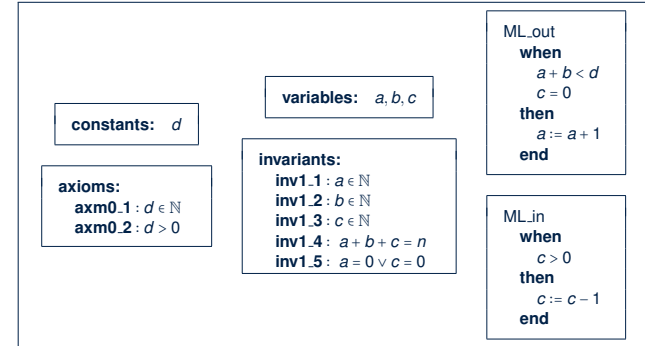 constants: d
axioms:
axm0_1 : d ∈ ℕ
axm0_2 : d > 0
variables: a, b, c
invariants:
inv1_1 : a ∈ ℕ
inv1_2 : b ∈ ℕ
inv1_3 : c ∈ ℕ
inv1_4 : a + b + c = n
inv1_5 : a = 0 ∨ c = 0
ML_out
when
a + b < d
c = 0
then
a := a + 1
end
ML_in
when
c > 0
then
c := c − 1
end